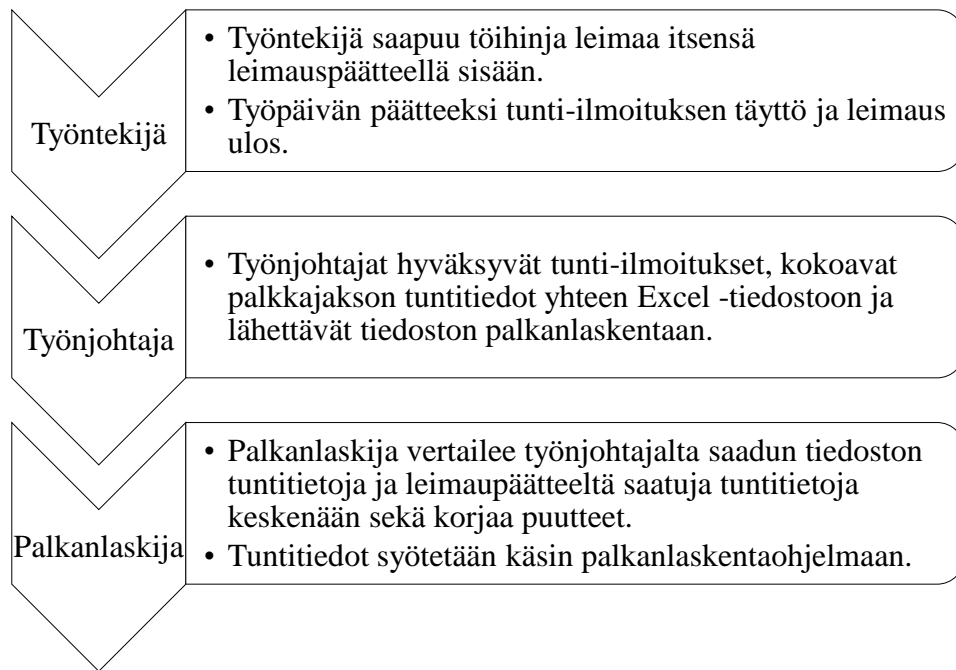 Työntekijä
• Työntekijä saapuu töihinja leimaa itsensä
leimauspäätteellä sisään.
• Työpäivän päätteeksi tunti-ilmoituksen täyttö ja leimaus
ulos.
Työnjohtaja
• Työnjohtajat hyväksyvät tunti-ilmoitukset, kokoavat
palkkajakson tuntitiedot yhteen Excel -tiedostoon ja
lähettävät tiedoston palkanlaskentaan.
Palkanlaskija
• Palkanlaskija vertailee työnjohtajalta saadun tiedoston
tuntitietoja ja leimaupäätteeltä saatuja tuntitietoja
keskenään sekä korjaa puutteet.
• Tuntitiedot syötetään käsin palkanlaskentaohjelmaan.